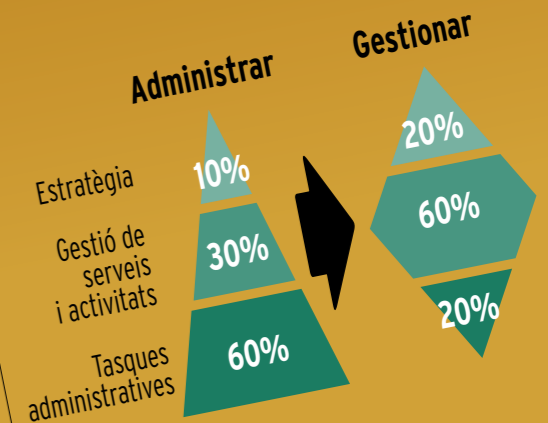 Administrar
Gestionar
Estratègia
10%
20%
Gestió de
serveis
i activitats
30%
60%
Tasques
administratives
60%
20%